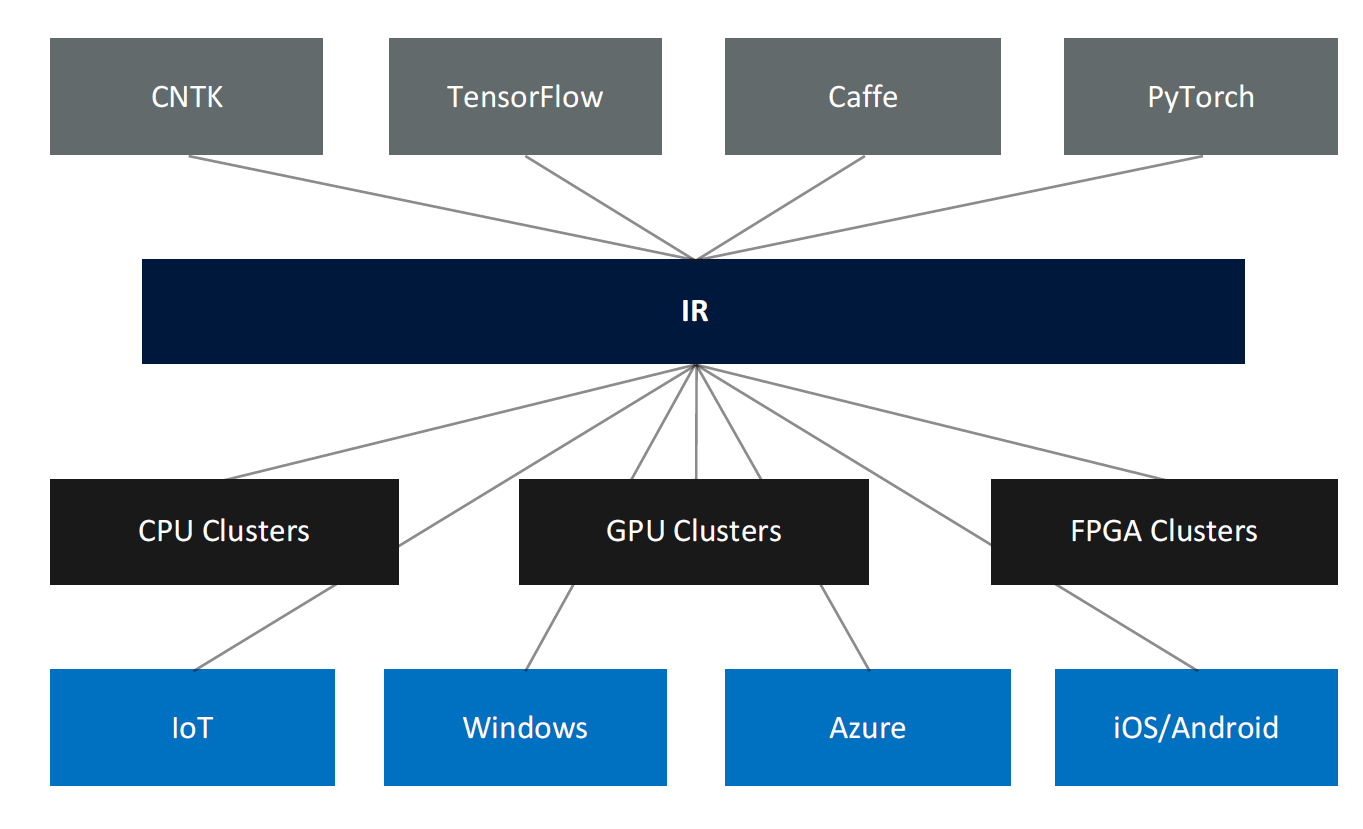 CNTK
TensorFlow
Caffe
PyTorch
IR
CPU Clusters
GPU Clusters
FPGA Clusters
IoT
Windows
Azure
iOS/Android